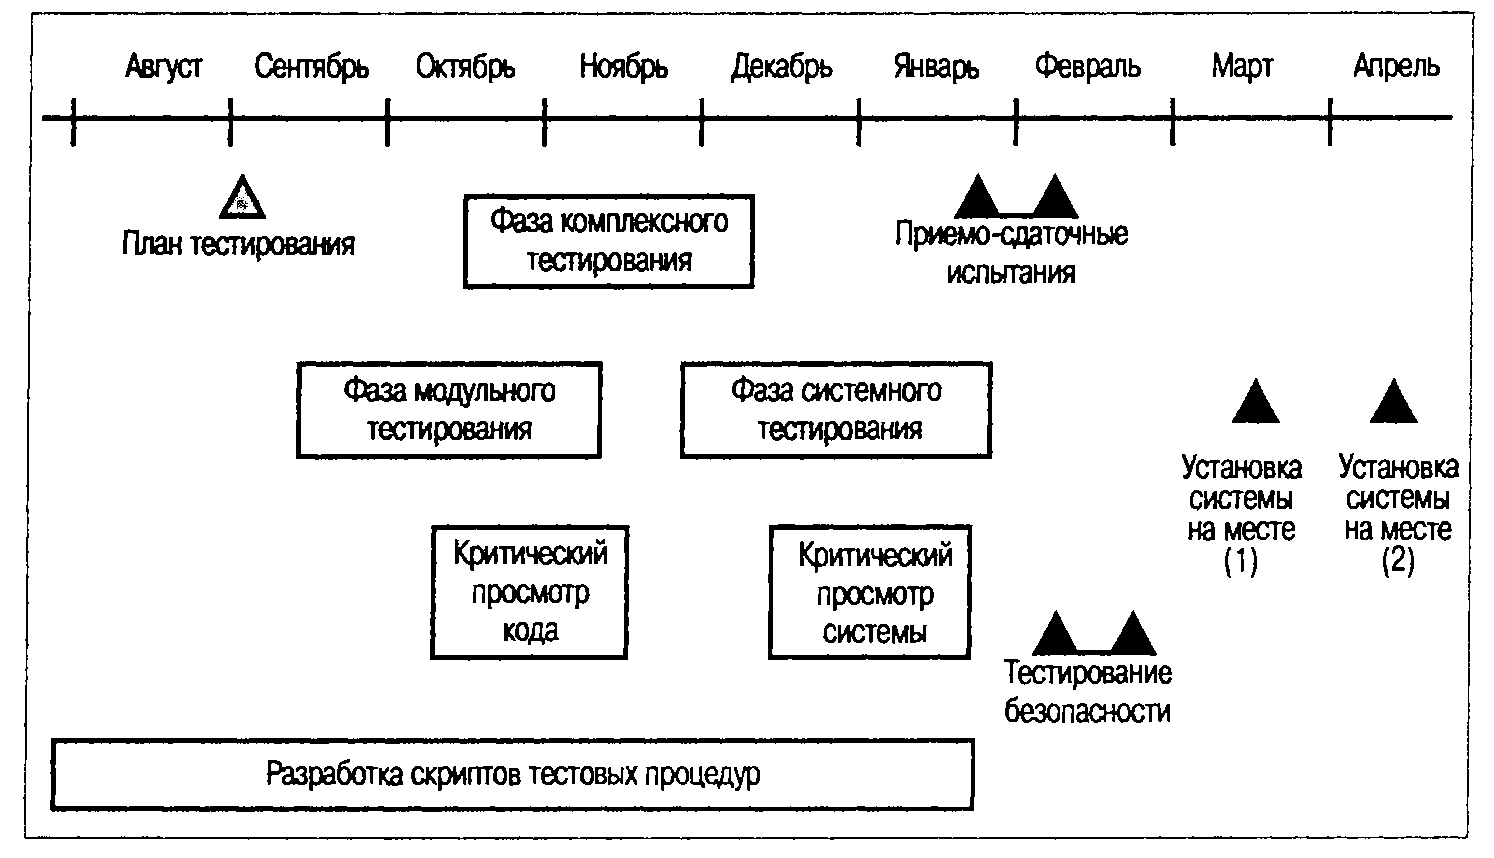 Август Сентябрь Октябрь Ноябрь Декабрь Январь Февраль Март Апрель
План тестирования
Фаза комплексного
тестирования
Приемо-сдаточные
испытания
Фаза модульного
тестирования
Фаза системного
тестирования
Установка
системы
на месте
(1)
Установка
системы
на месте
(2)
Критический
просмотр
кода
Критический
просмотр
системы
Тестирование
безопасности
Разработка скриптов тестовых процедур